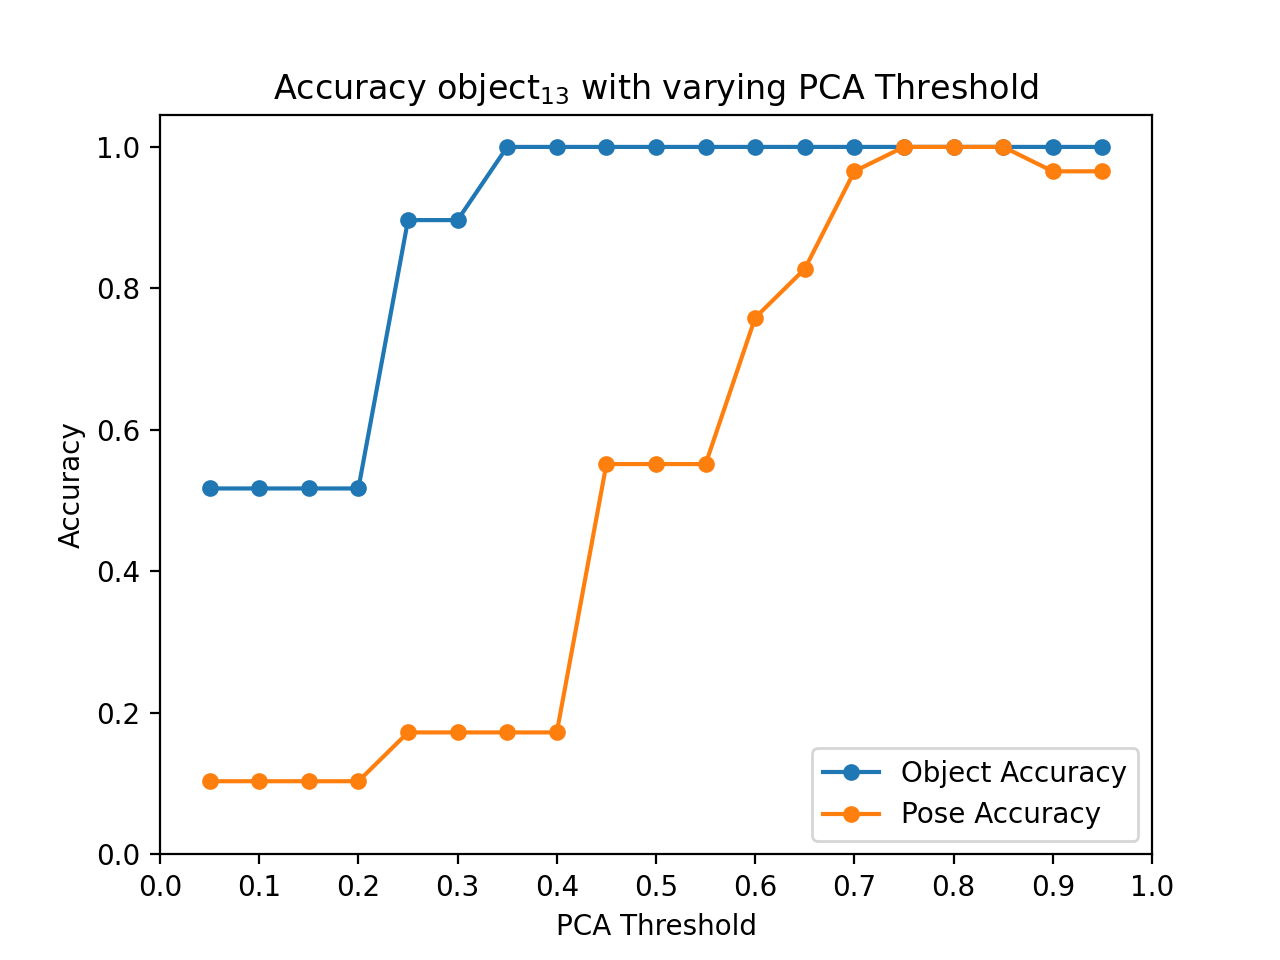 Accuracy object₁₃ with varying PCA Threshold
1.0
0.8
0.6
0.4
0.2
0.0
Accuracy
0.0 0.1 0.2 0.3 0.4 0.5 0.6 0.7 0.8 0.9 1.0
PCA Threshold
Object Accuracy
Pose Accuracy